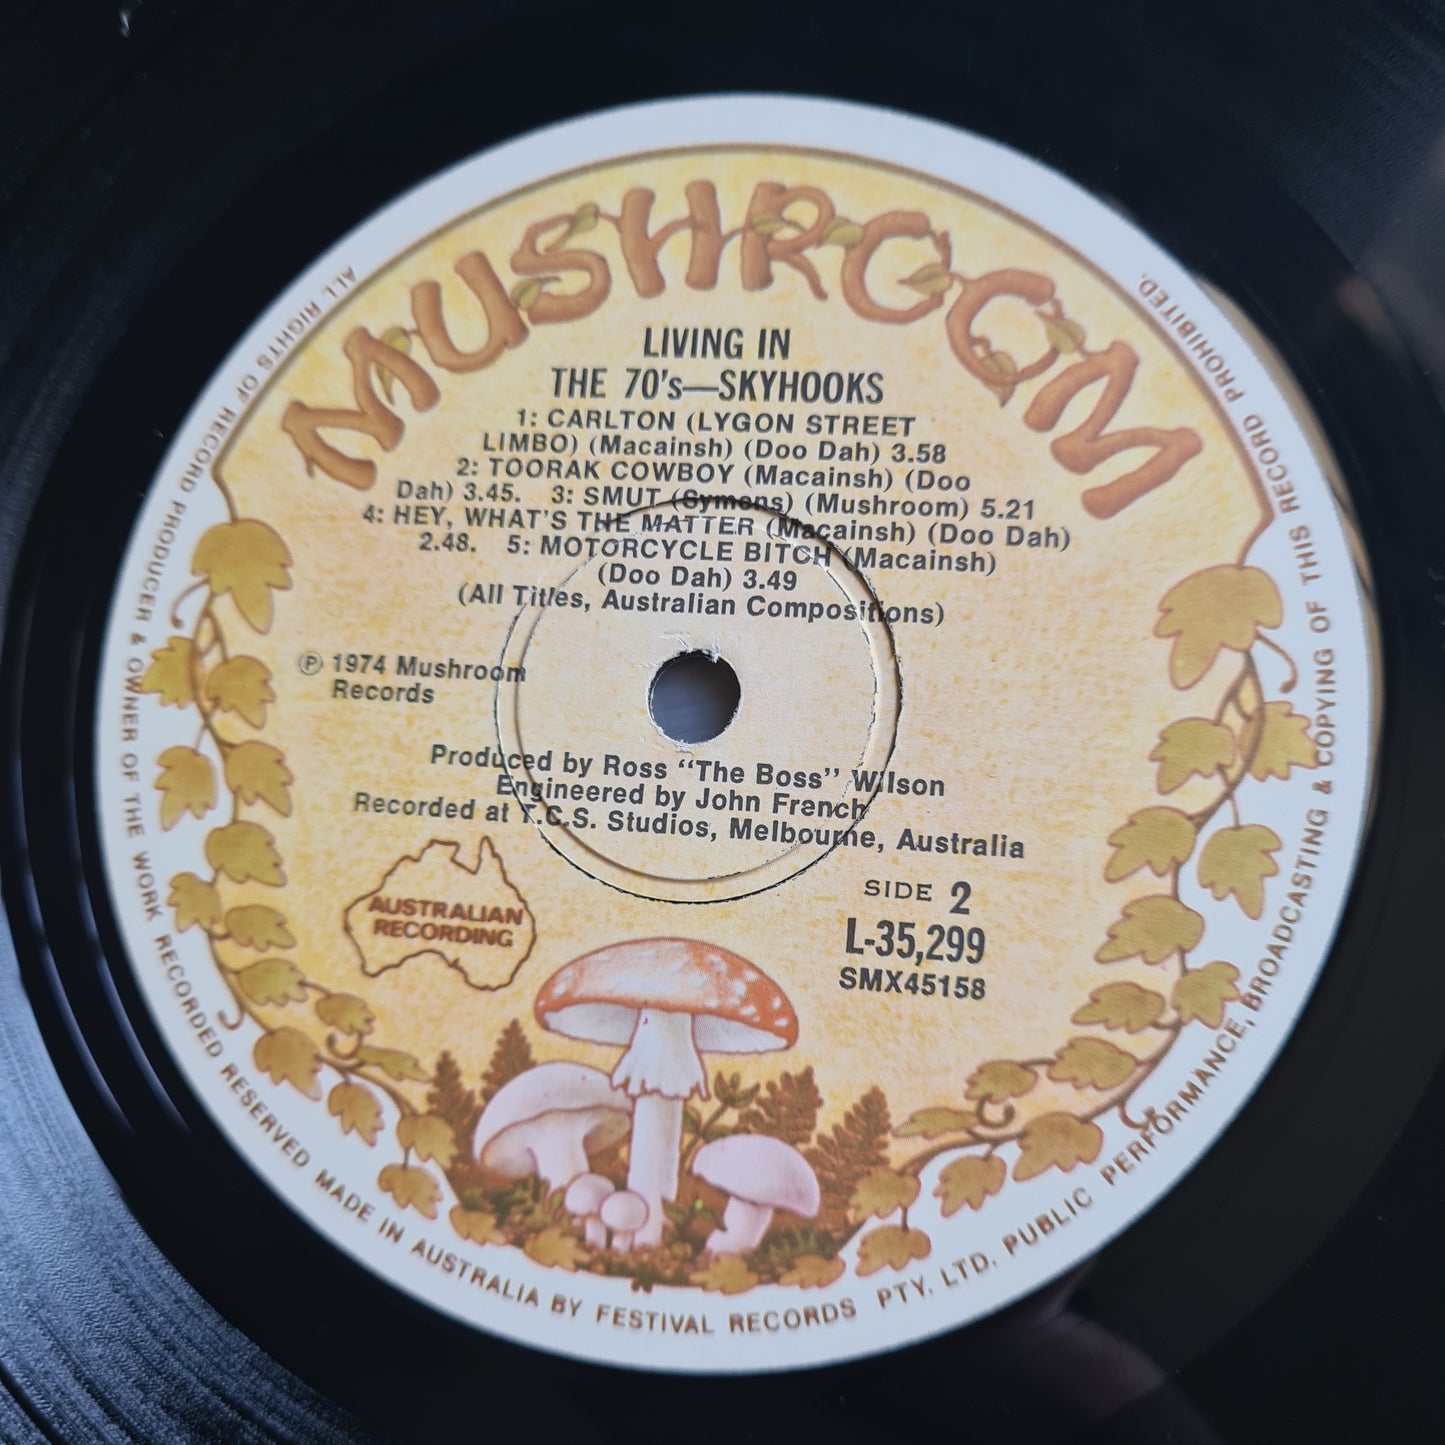 MUSHROOM
LIVING IN
THE 70's—SKYHOOKS
1: CARLTON (LYGON STREET
LIMBO) (Macainsh) (Doo Dah) 3.58
2: TOORAK COWBOY (Macainsh) (Doo
Dah) 3.45. 3: SMUT (Symons) (Mushroom) 5.21
4: HEY, WHAT'S THE MATTER (Macainsh) (Doo Dah)
2.48. 5: MOTORCYCLE BITCH (Macainsh)
(Doo Dah) 3.49
(All Titles, Australian Compositions)
Ⓟ 1974 Mushroom
Records
Produced by Ross “The Boss” Wilson
Engineered by John French
Recorded at T.C.S. Studios, Melbourne, Australia
SIDE 2
L-35,299
SMX45158
AUSTRALIAN
RECORDING
ALL RIGHTS OF RECORD PRODUCER & OWNER OF THE WORK RECORDED RESERVED MADE IN AUSTRALIA BY FESTIVAL RECORDS PTY. LTD. PUBLIC PERFORMANCE, BROADCASTING & COPYING OF THIS RECORD PROHIBITED.